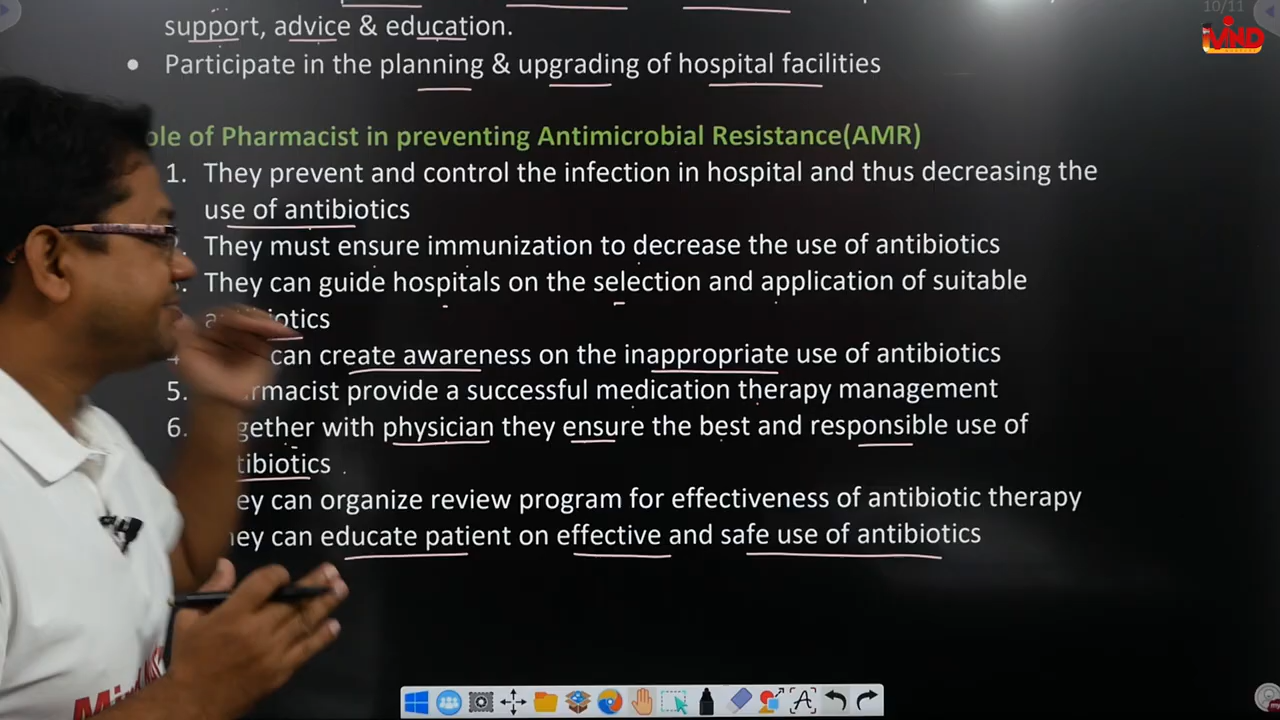 support, advice & education.
10/11
MIND
• Participate in the planning & upgrading of hospital facilities
ole of Pharmacist in preventing Antimicrobial Resistance(AMR)
1. They prevent and control the infection in hospital and thus decreasing the
use of antibiotics
They must ensure immunization to decrease the use of antibiotics
They can guide hospitals on the selection and application of suitable
otics
can create awareness on the inappropriate use of antibiotics
5. rmacist provide a successful medication therapy management
6. gether with physician they ensure the best and responsible use of
tibiotics
ey can organize review program for effectiveness of antibiotic therapy
ey can educate patient on effective and safe use of antibiotics